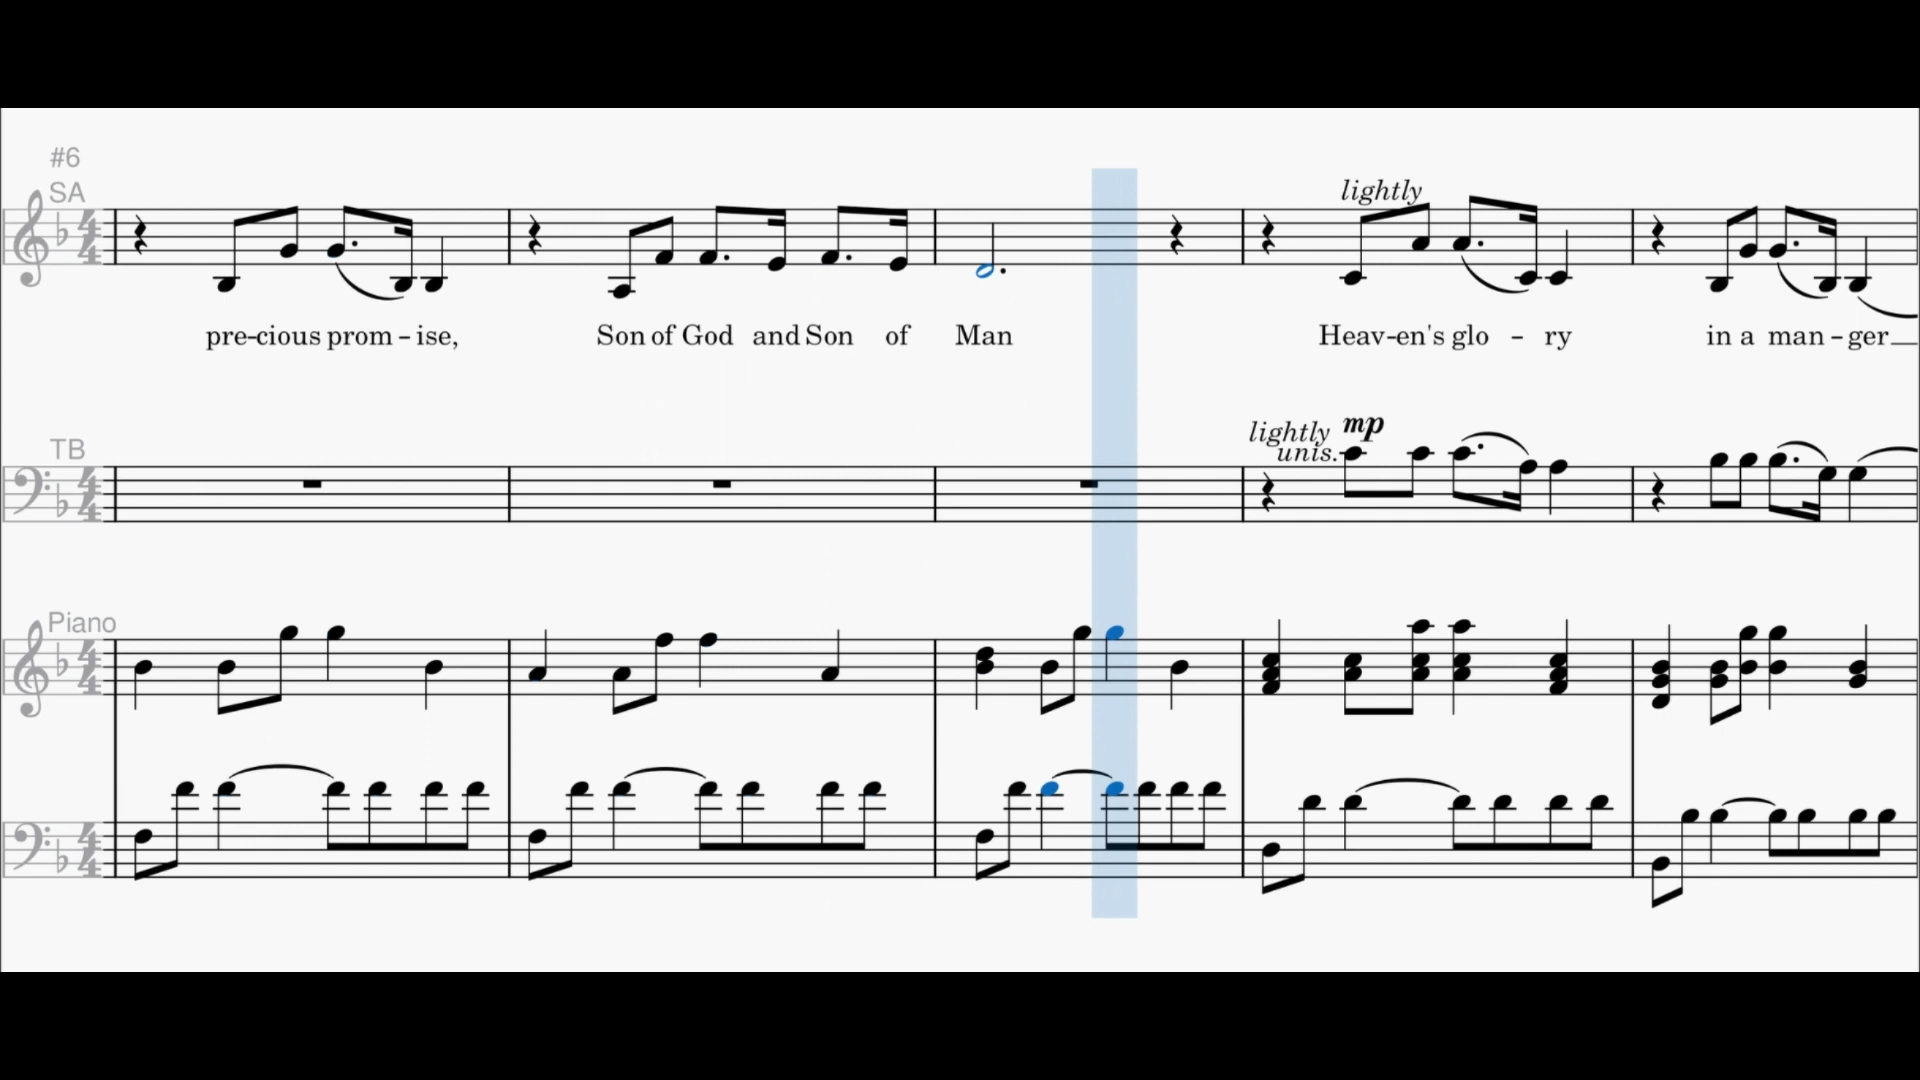 #6
SA
lightly
pre-cious prom - ise, Son of God and Son of Man Heav-en's glo - ry in a man - ger
TB
lightly mp
unis.
Piano